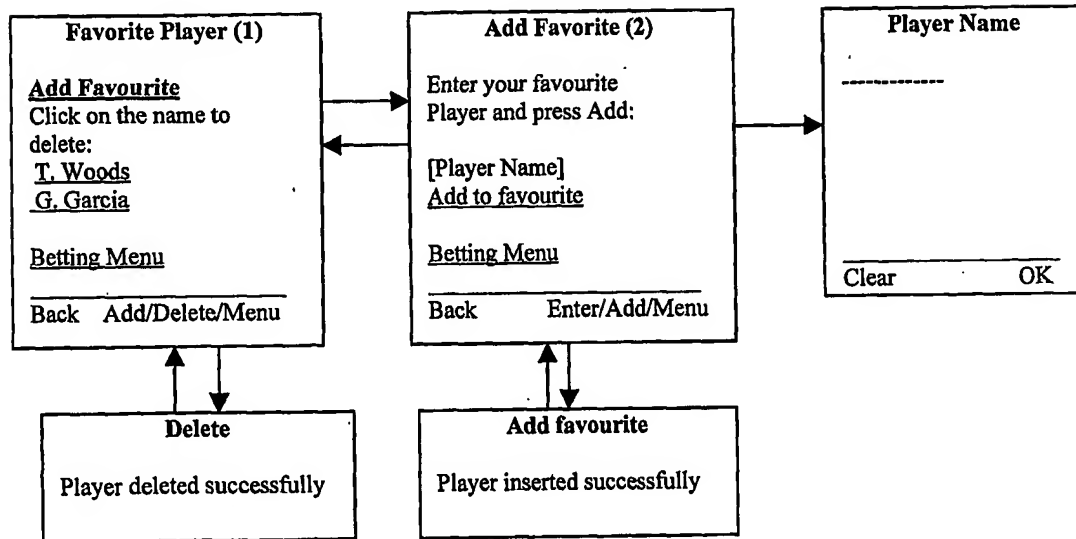 Favorite Player (1)
Add Favourite
Click on the name to
delete:
T. Woods
G. Garcia
Betting Menu
Back Add/Delete/Menu
Add Favorite (2)
Enter your favourite
Player and press Add:
[Player Name]
Add to favourite
Betting Menu
Back Enter/Add/Menu
Player Name
-------------
Clear OK
Delete
Player deleted successfully
Add favourite
Player inserted successfully